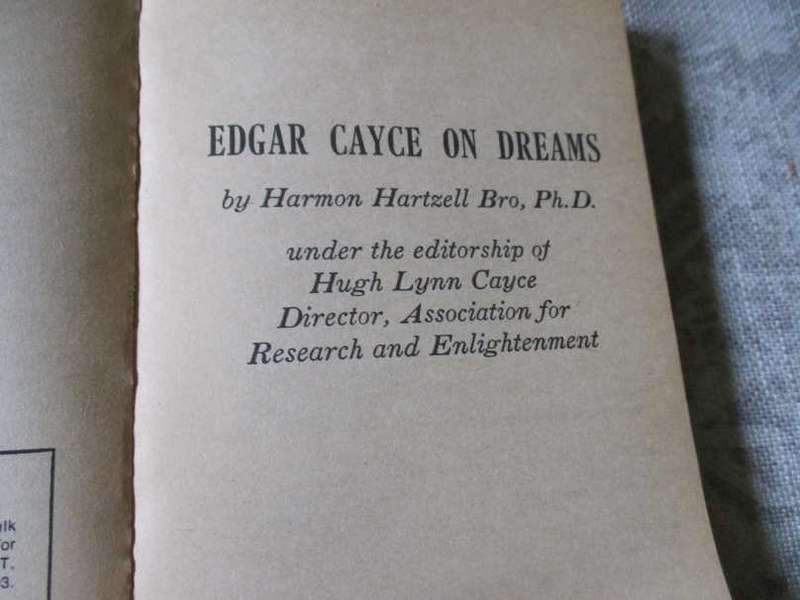 EDGAR CAYCE ON DREAMS
by Harmon Hartzell Bro, Ph.D.
under the editorship of
Hugh Lynn Cayce
Director, Association for
Research and Enlightenment
T.
3.